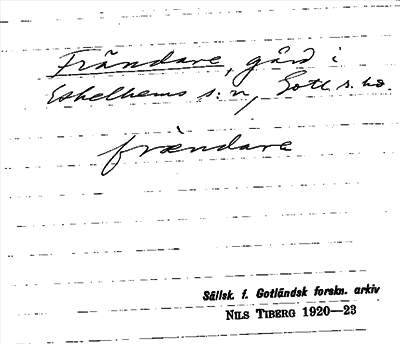 Frändare, gård i
Eskelhems s:n, Gotl. s. hd.
frændare
Sällsk. f. Gotländsk forskn. arkiv
NILS TIBERG 1920—23